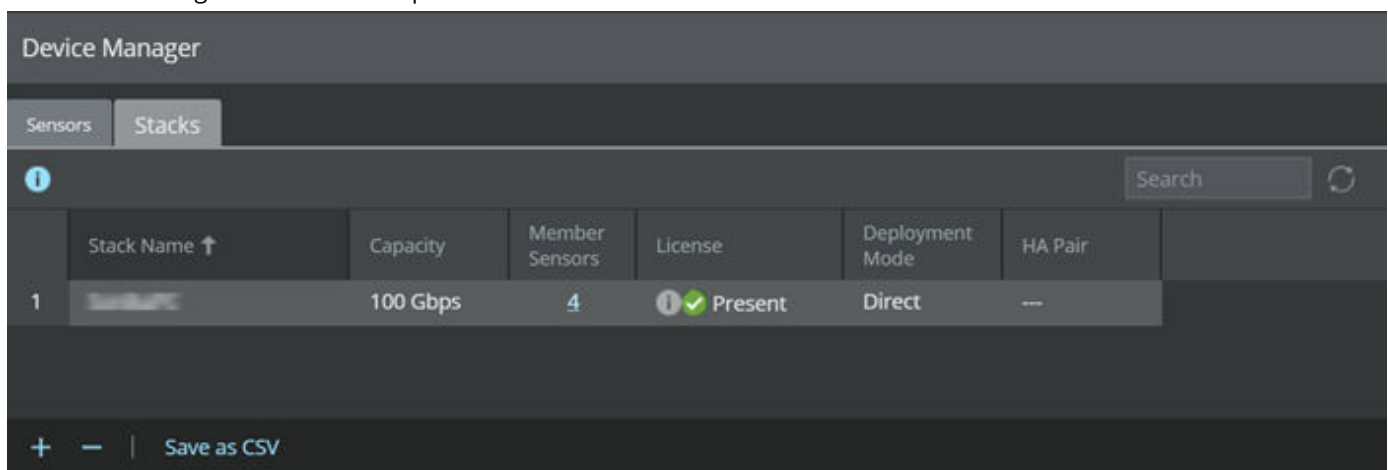 Device Manager
Sensors Stacks
Search
Stack Name Capacity Member Sensors License Deployment Mode HA Pair
1 100 Gbps 4 Present Direct ---
+ − | Save as CSV